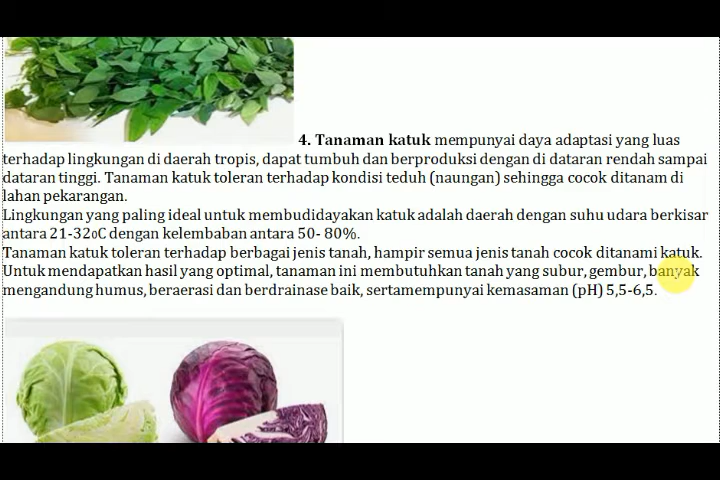 4. Tanaman katuk mempunyai daya adaptasi yang luas
terhadap lingkungan di daerah tropis, dapat tumbuh dan berproduksi dengan di dataran rendah sampai
dataran tinggi. Tanaman katuk toleran terhadap kondisi teduh (naungan) sehingga cocok ditanam di
lahan pekarangan.
Lingkungan yang paling ideal untuk membudidayakan katuk adalah daerah dengan suhu udara berkisar
antara 21-320C dengan kelembaban antara 50- 80%.
Tanaman katuk toleran terhadap berbagai jenis tanah, hampir semua jenis tanah cocok ditanami katuk.
Untuk mendapatkan hasil yang optimal, tanaman ini membutuhkan tanah yang subur, gembur, banyak
mengandung humus, beraerasi dan berdrainase baik, sertamempunyai kemasaman (pH) 5,5-6,5.